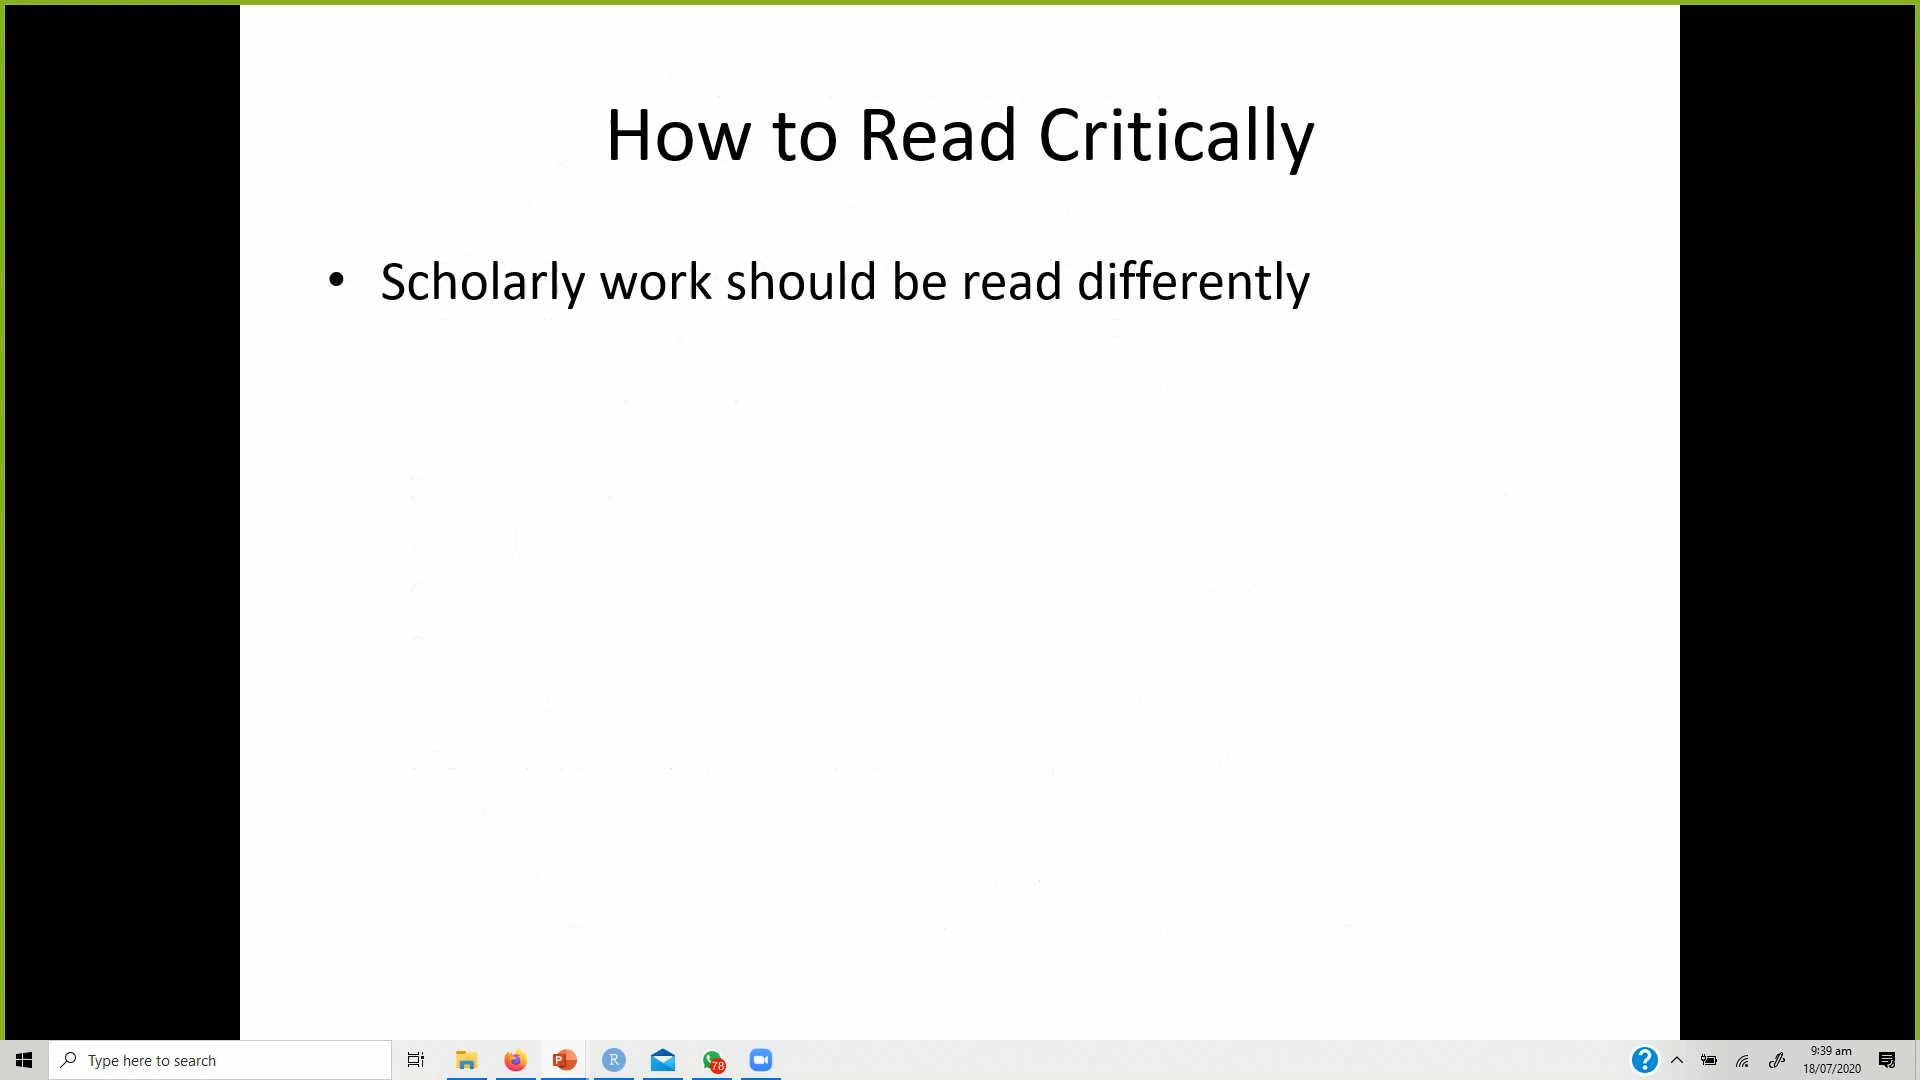 How to Read Critically
• Scholarly work should be read differently
Type here to search
R
78
9:39 am
18/07/2020